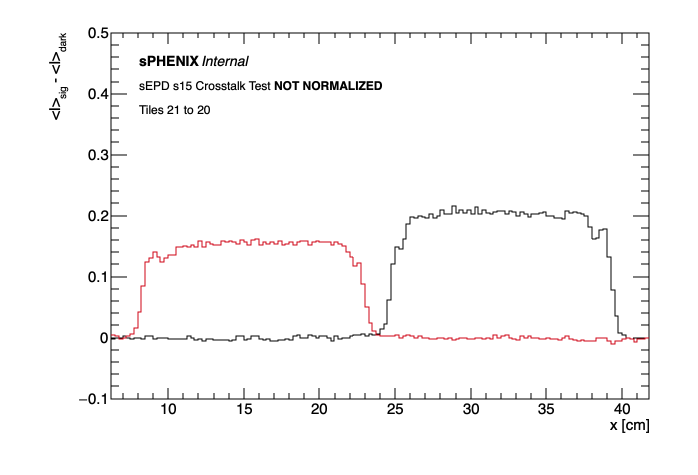 0.5
<I>sig - <I>dark
sPHENIX Internal
sEPD s15 Crosstalk Test NOT NORMALIZED
0.4
Tiles 21 to 20
0.3
0.2
0.1
0
−0.1
10 15 20 25 30 35 40
x [cm]